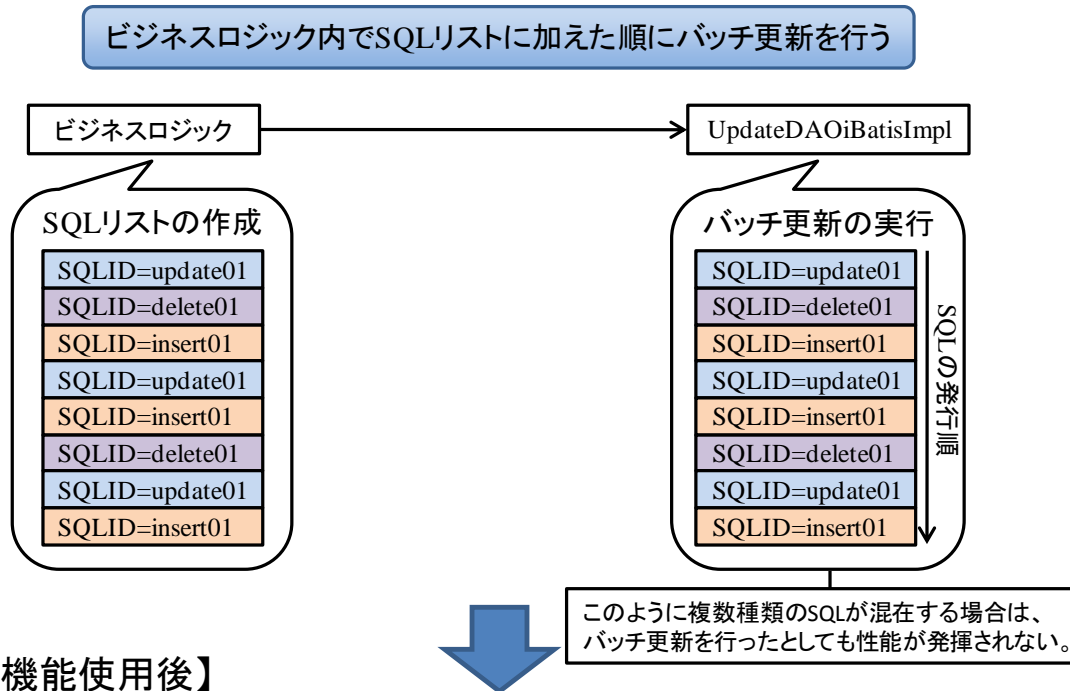 ビジネスロジック内でSQLリストに加えた順にバッチ更新を行う
ビジネスロジック
UpdateDAOiBatisImpl
SQLリストの作成
SQLID=update01
SQLID=delete01
SQLID=insert01
SQLID=update01
SQLID=insert01
SQLID=delete01
SQLID=update01
SQLID=insert01
バッチ更新の実行
SQLID=update01
SQLID=delete01
SQLID=insert01
SQLID=update01
SQLID=insert01
SQLID=delete01
SQLID=update01
SQLID=insert01
SQLの発行順
このように複数種類のSQLが混在する場合は、
バッチ更新を行ったとしても性能が発揮されない。
機能使用後】